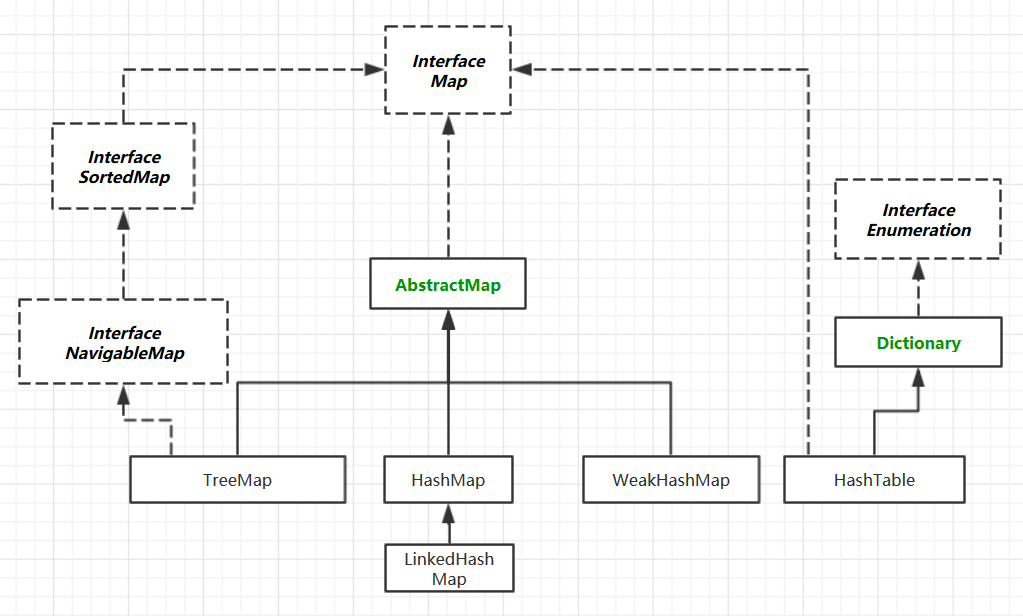 Interface
Map
Interface
SortedMap
Interface
Enumeration
AbstractMap
Interface
NavigableMap
Dictionary
TreeMap
HashMap
WeakHashMap
HashTable
LinkedHash
Map